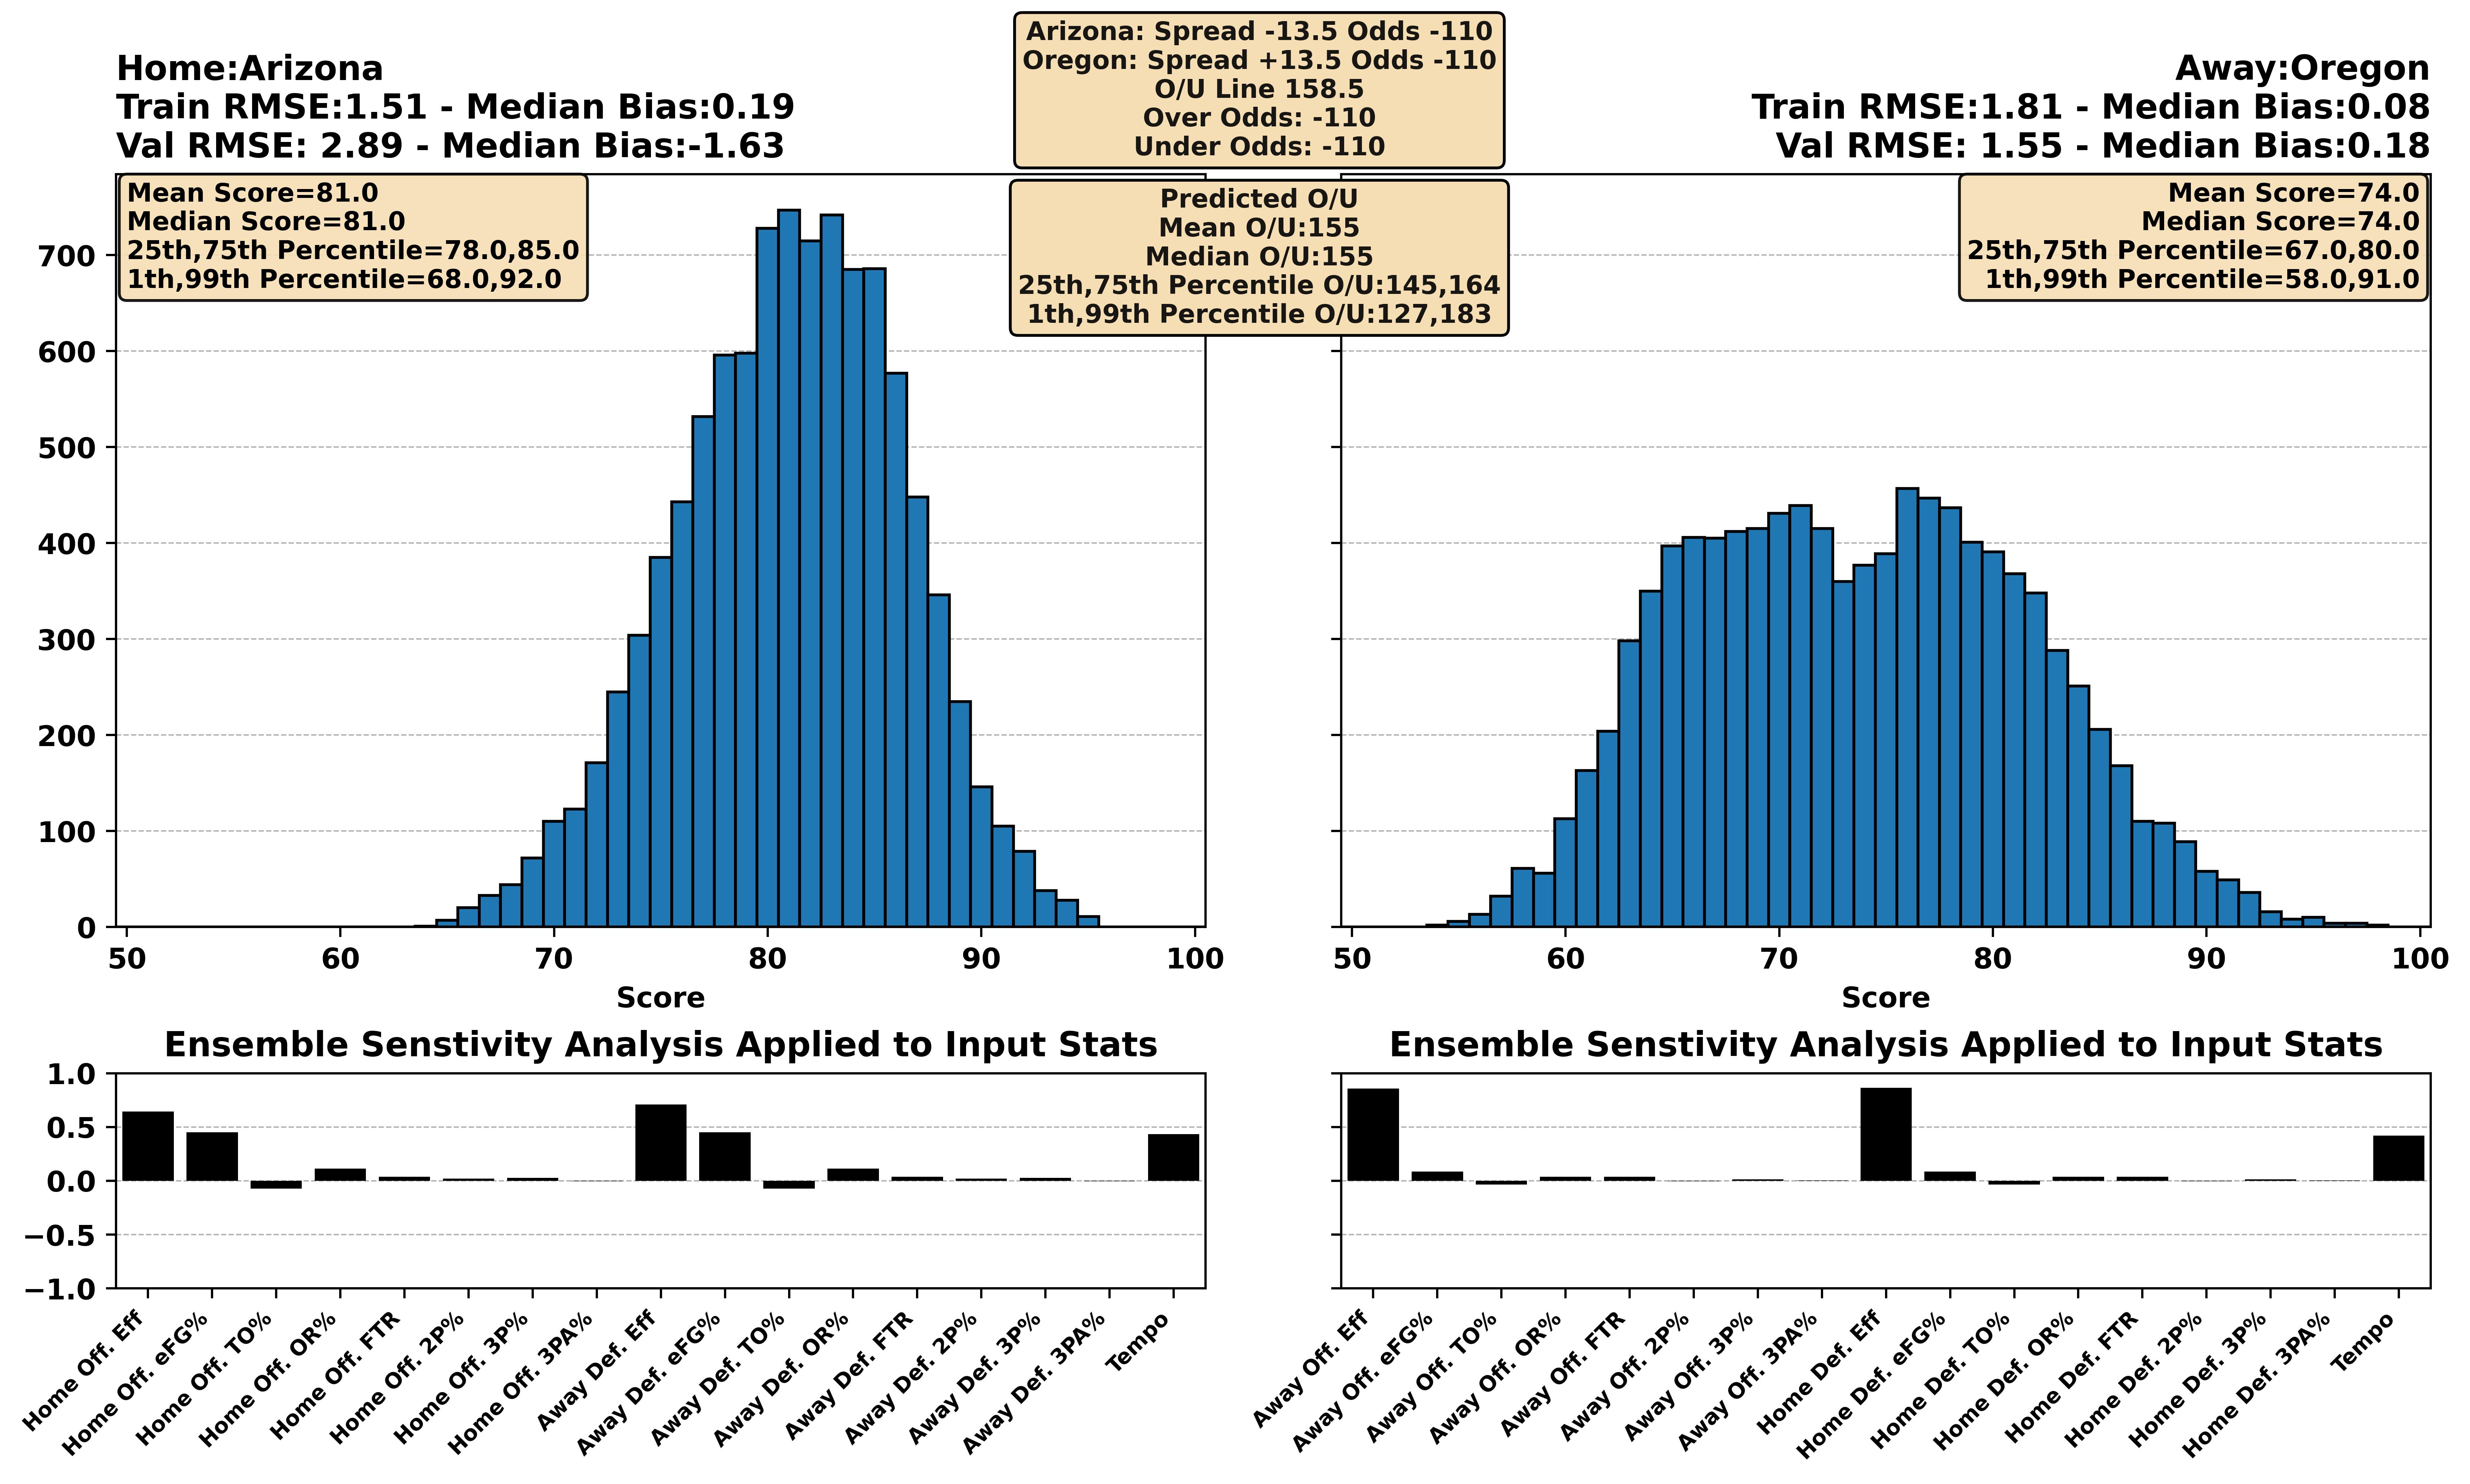 Arizona: Spread -13.5 Odds -110
Oregon: Spread +13.5 Odds -110
O/U Line 158.5
Over Odds: -110
Under Odds: -110
Home:Arizona
Train RMSE:1.51 - Median Bias:0.19
Val RMSE: 2.89 - Median Bias:-1.63
Away:Oregon
Train RMSE:1.81 - Median Bias:0.08
Val RMSE: 1.55 - Median Bias:0.18
Mean Score=81.0
Median Score=81.0
25th,75th Percentile=78.0,85.0
1th,99th Percentile=68.0,92.0
Predicted O/U
Mean O/U:155
Median O/U:155
25th,75th Percentile O/U:145,164
1th,99th Percentile O/U:127,183
Mean Score=74.0
Median Score=74.0
25th,75th Percentile=67.0,80.0
1th,99th Percentile=58.0,91.0
700
600
500
400
300
200
100
0
50 60 70 80 90 100
Score
50 60 70 80 90 100
Score
Ensemble Senstivity Analysis Applied to Input Stats
1.0
0.5
0.0
−0.5
−1.0
Home Off. Eff
Home Off. eFG%
Home Off. TO%
Home Off. OR%
Home Off. FTR
Home Off. 2P%
Home Off. 3P%
Home Off. 3PA%
Away Def. Eff
Away Def. eFG%
Away Def. TO%
Away Def. OR%
Away Def. FTR
Away Def. 2P%
Away Def. 3P%
Away Def. 3PA%
Tempo
Ensemble Senstivity Analysis Applied to Input Stats
Away Off. Eff
Away Off. eFG%
Away Off. TO%
Away Off. OR%
Away Off. FTR
Away Off. 2P%
Away Off. 3P%
Away Off. 3PA%
Home Def. Eff
Home Def. eFG%
Home Def. TO%
Home Def. OR%
Home Def. FTR
Home Def. 2P%
Home Def. 3P%
Home Def. 3PA%
Tempo